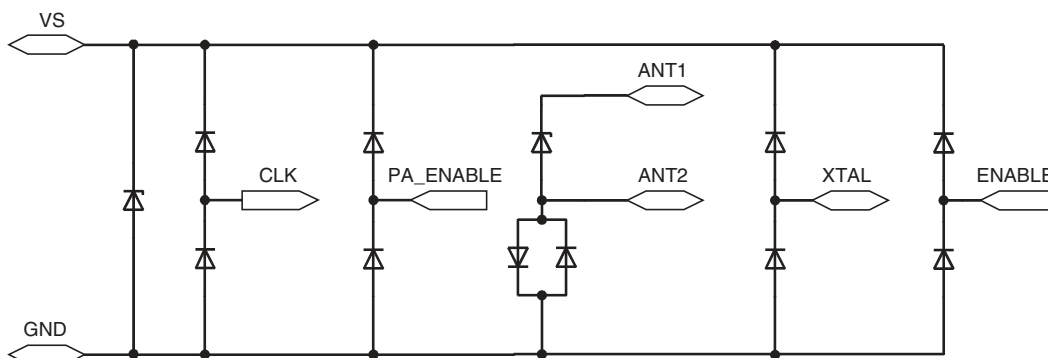 VS
ANT1
CLK
PA_ENABLE
ANT2
XTAL
ENABLE
GND